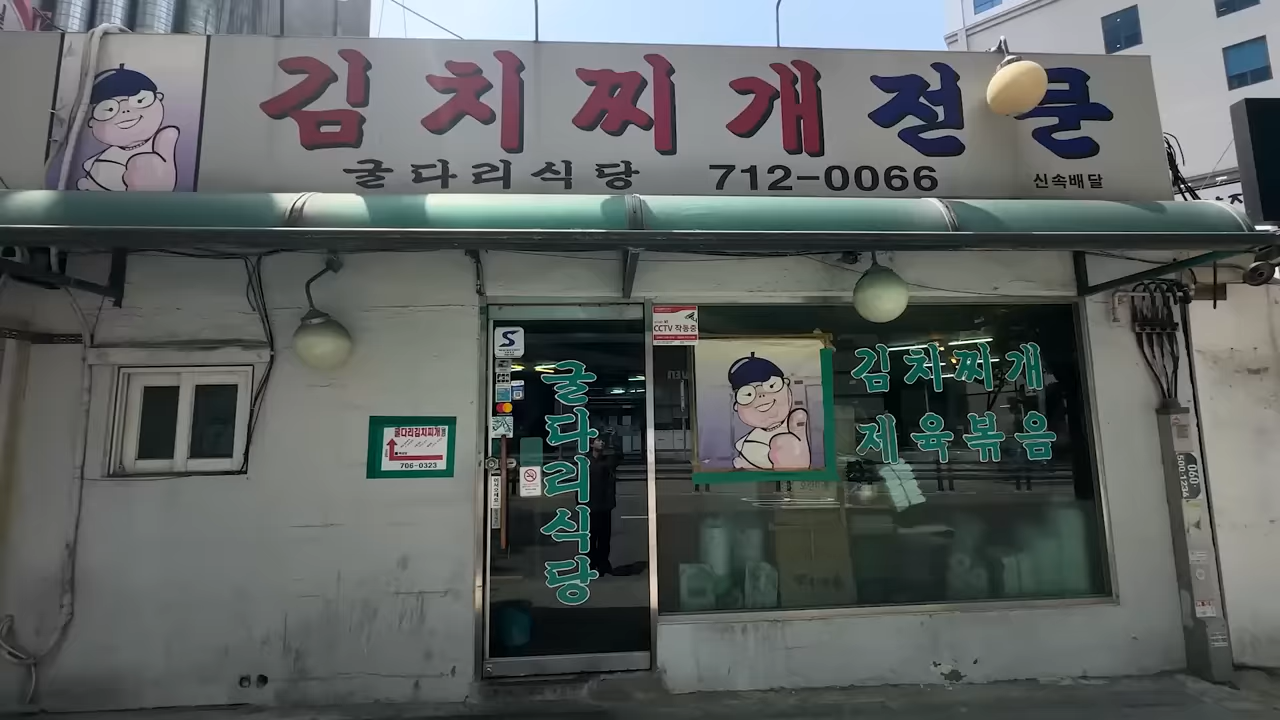 김치찌개전문
굴다리식당 712-0066 신속배달
CCTV 작동중
김치찌개
제육볶음
굴다리식당
굴다리김치찌개
706-0323